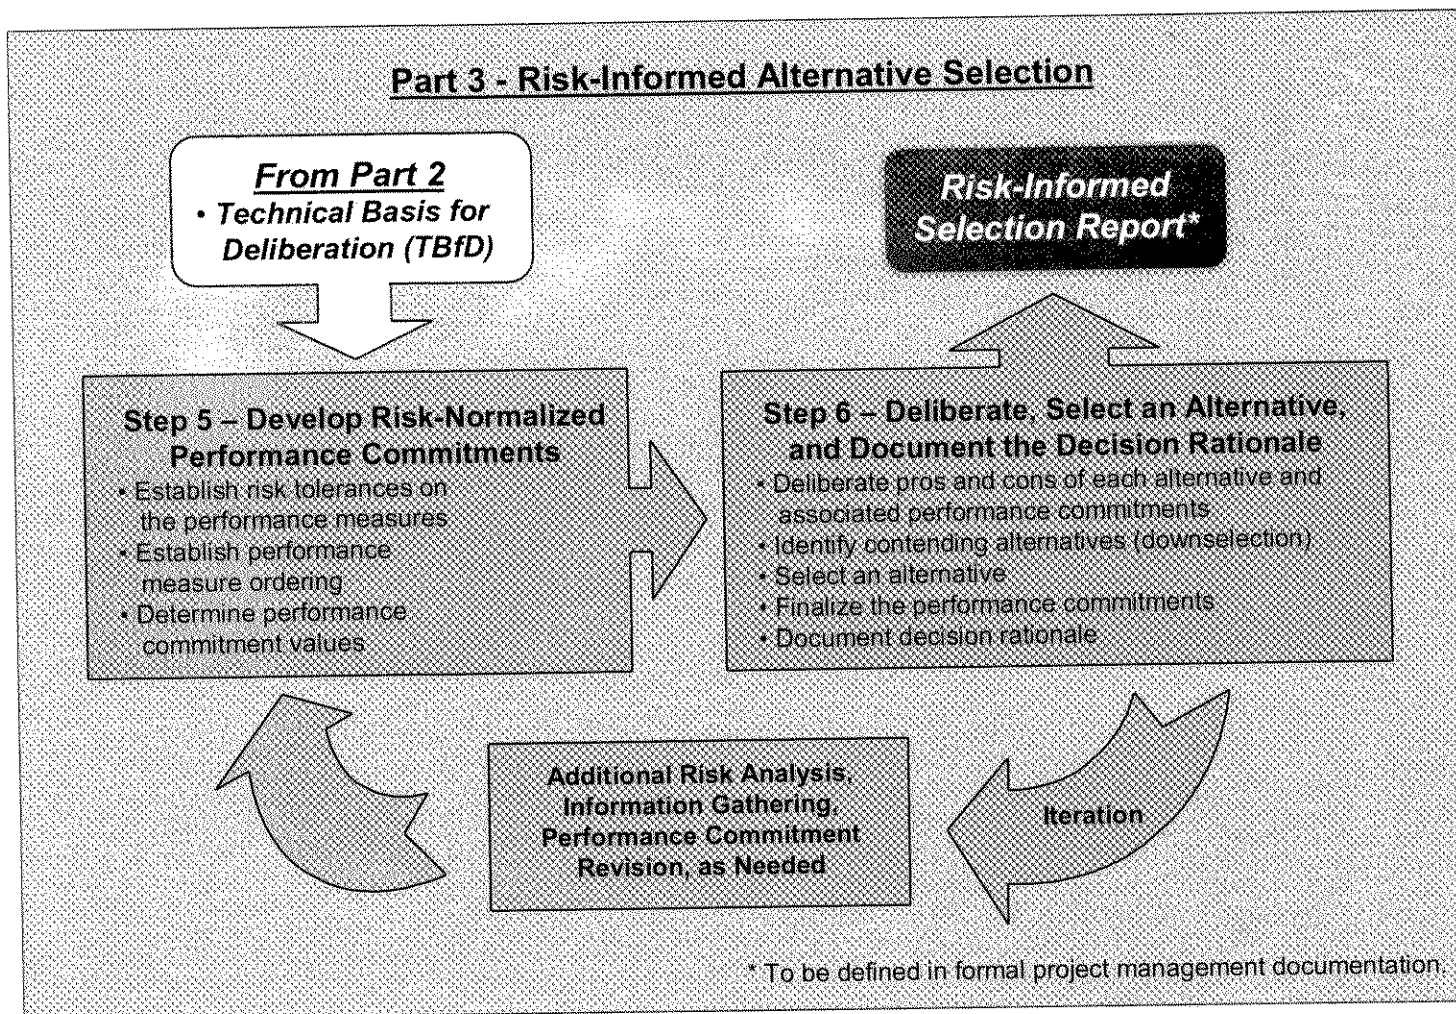 Part 3 - Risk-Informed Alternative Selection
From Part 2
• Technical Basis for
Deliberation (TBfD)
Risk-Informed
Selection Report*
Step 5 – Develop Risk-Normalized
Performance Commitments
• Establish risk tolerances on
the performance measures
• Establish performance
measure ordering
• Determine performance
commitment values
Step 6 – Deliberate, Select an Alternative,
and Document the Decision Rationale
• Deliberate pros and cons of each alternative and
associated performance commitments
• Identify contending alternatives (downselection)
• Select an alternative
• Finalize the performance commitments
• Document decision rationale
Additional Risk Analysis,
Information Gathering,
Performance Commitment
Revision, as Needed
Iteration
* To be defined in formal project management documentation.